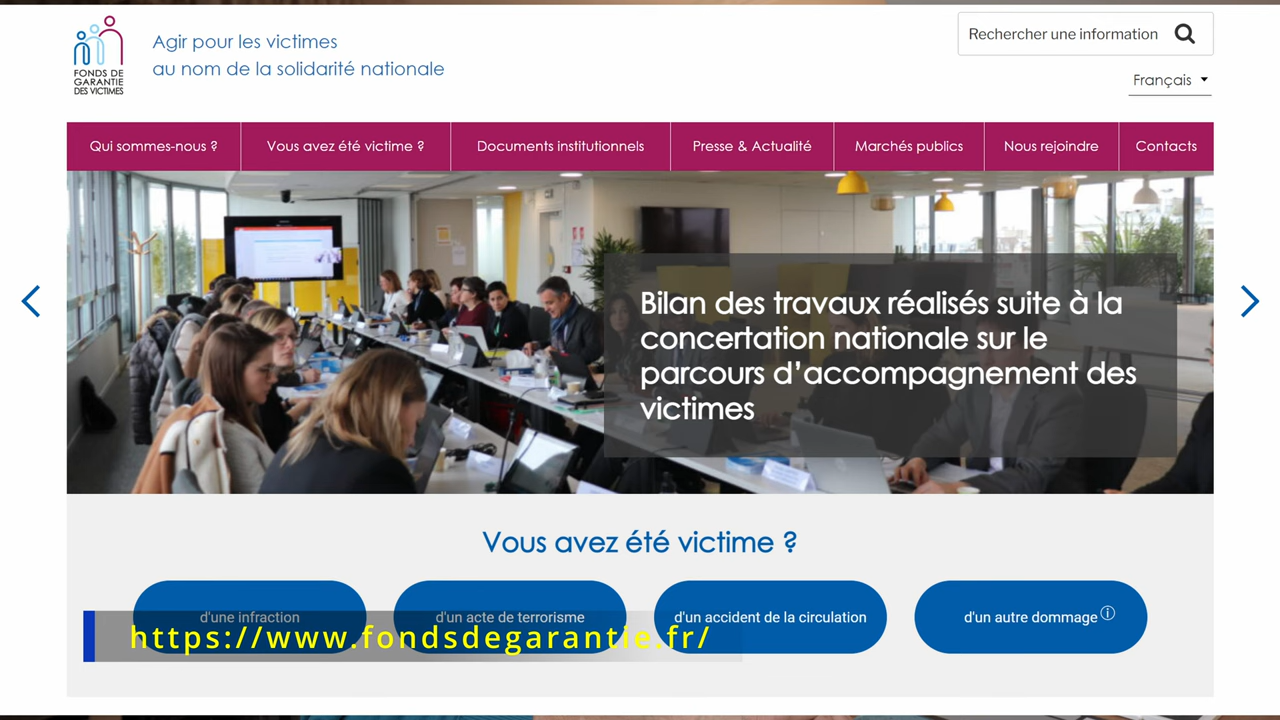 FONDS DE
GARANTIE
DES VICTIMES
Agir pour les victimes
au nom de la solidarité nationale
Rechercher une information
Français
Qui sommes-nous ?
Vous avez été victime ?
Documents institutionnels
Presse & Actualité
Marchés publics
Nous rejoindre
Contacts
Bilan des travaux réalisés suite à la
concertation nationale sur le
parcours d'accompagnement des
victimes
Vous avez été victime ?
d'une infraction
d'un acte de terrorisme
d'un accident de la circulation
d'un autre dommage
https://www.fondsdegarantie.fr/